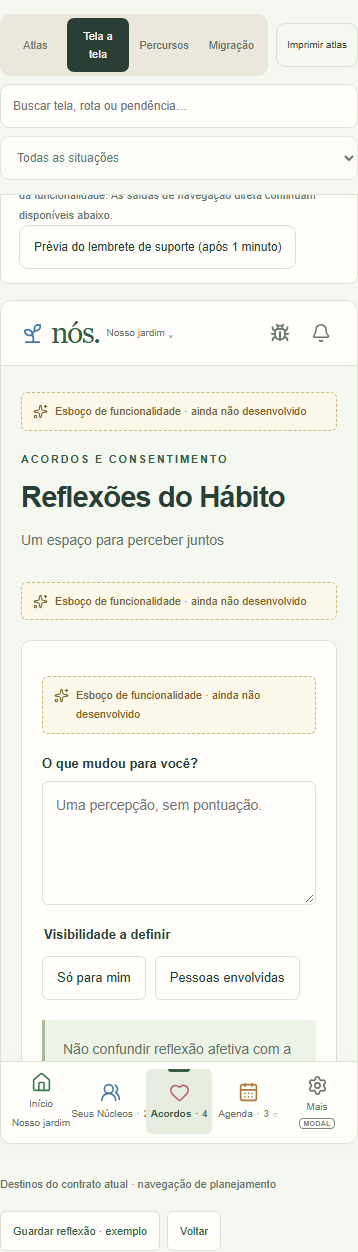 Atlas
Tela a
tela
Percursos
Migração
Imprimir atlas
Buscar tela, rota ou pendência...
Todas as situações
da funcionalidade. As saídas de navegação direta continuam
disponíveis abaixo.
Prévia do lembrete de suporte (após 1 minuto)
nós.
Nosso jardim
Esboço de funcionalidade · ainda não desenvolvido
ACORDOS E CONSENTIMENTO
Reflexões do Hábito
Um espaço para perceber juntos
Esboço de funcionalidade · ainda não desenvolvido
Esboço de funcionalidade · ainda não
desenvolvido
O que mudou para você?
Uma percepção, sem pontuação.
Visibilidade a definir
Só para mim
Pessoas envolvidas
Não confundir reflexão afetiva com a
Início
Nosso jardim
Seus Núcleos · 2
Acordos · 4
Agenda · 3 ○
Mais
MODAL
Destinos do contrato atual · navegação de planejamento
Guardar reflexão · exemplo
Voltar